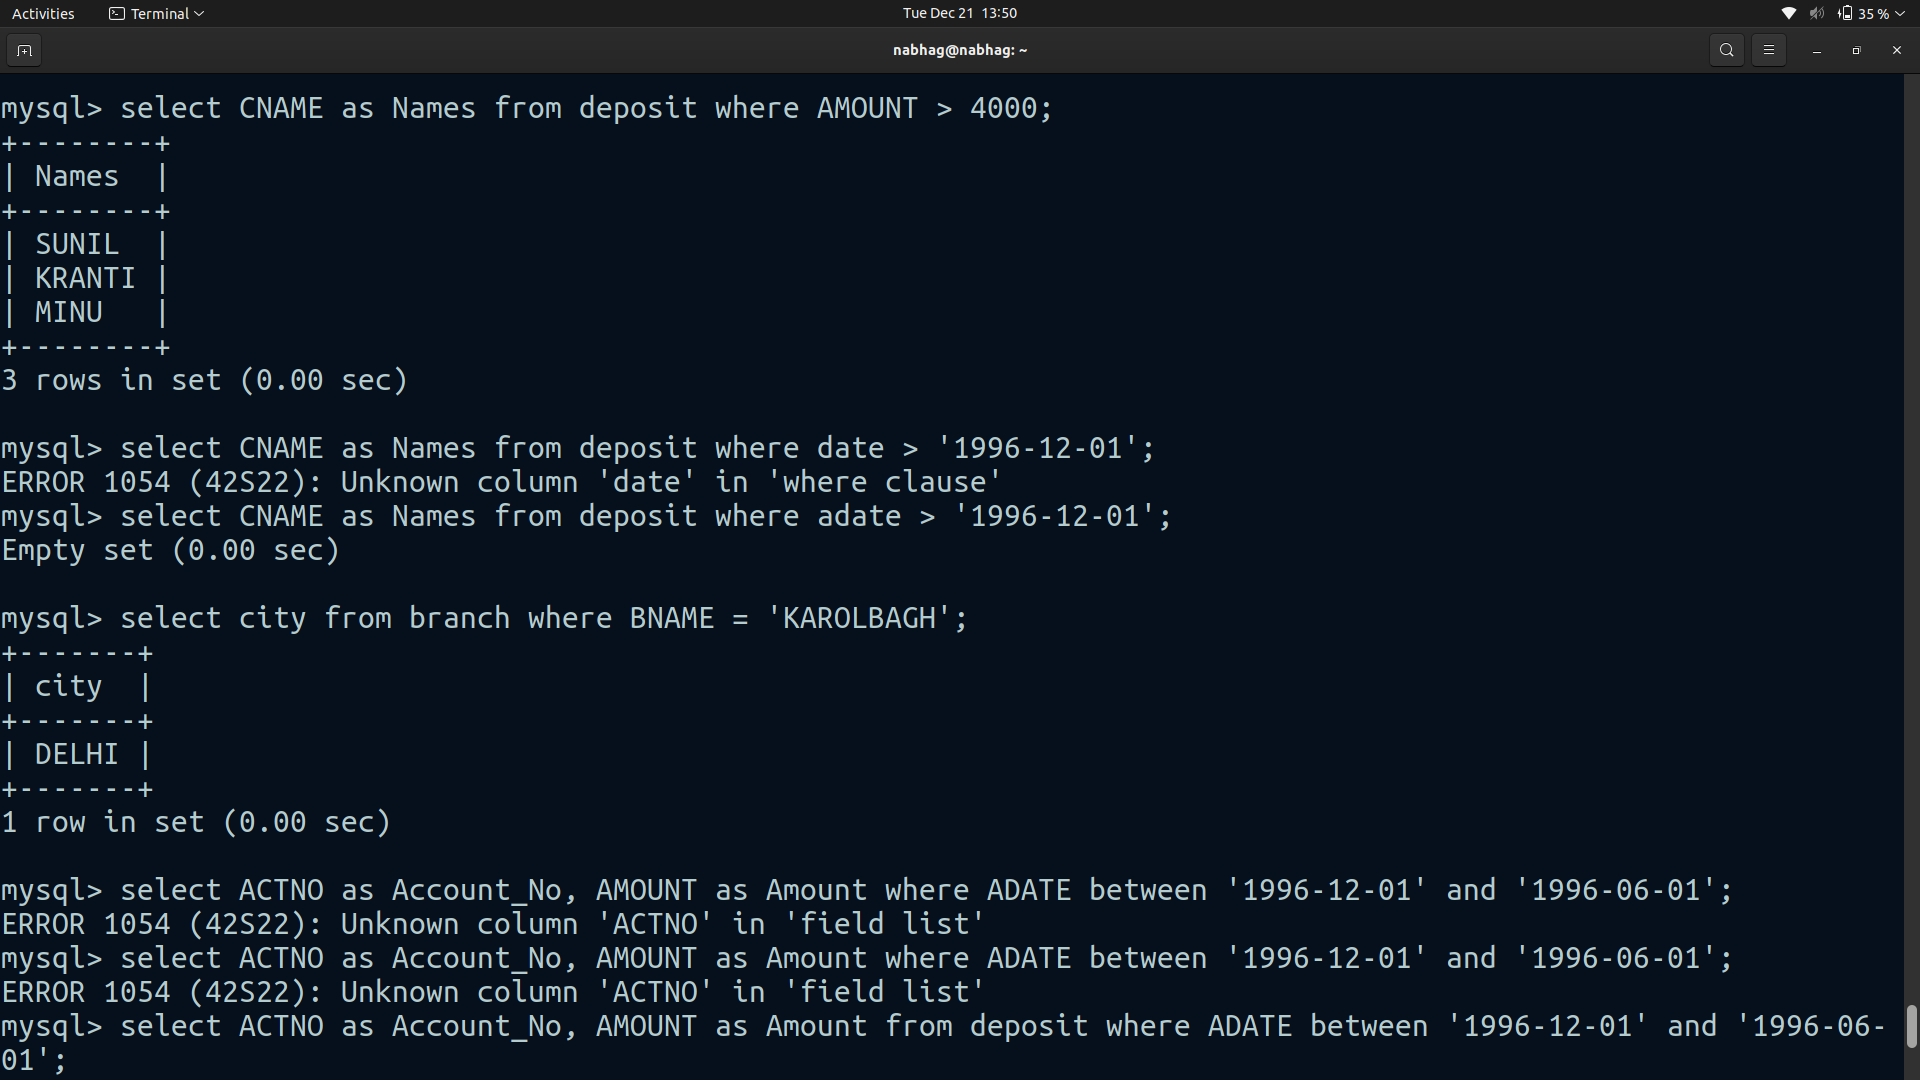 Activities Terminal Tue Dec 21 13:50 35 %
nabhag@nabhag: ~
mysql> select CNAME as Names from deposit where AMOUNT > 4000;
+--------+
| Names  |
+--------+
| SUNIL  |
| KRANTI |
| MINU   |
+--------+
3 rows in set (0.00 sec)
mysql> select CNAME as Names from deposit where date > '1996-12-01';
ERROR 1054 (42S22): Unknown column 'date' in 'where clause'
mysql> select CNAME as Names from deposit where adate > '1996-12-01';
Empty set (0.00 sec)
mysql> select city from branch where BNAME = 'KAROLBAGH';
+-------+
| city  |
+-------+
| DELHI |
+-------+
1 row in set (0.00 sec)
mysql> select ACTNO as Account_No, AMOUNT as Amount where ADATE between '1996-12-01' and '1996-06-01';
ERROR 1054 (42S22): Unknown column 'ACTNO' in 'field list'
mysql> select ACTNO as Account_No, AMOUNT as Amount where ADATE between '1996-12-01' and '1996-06-01';
ERROR 1054 (42S22): Unknown column 'ACTNO' in 'field list'
mysql> select ACTNO as Account_No, AMOUNT as Amount from deposit where ADATE between '1996-12-01' and '1996-06-
01';